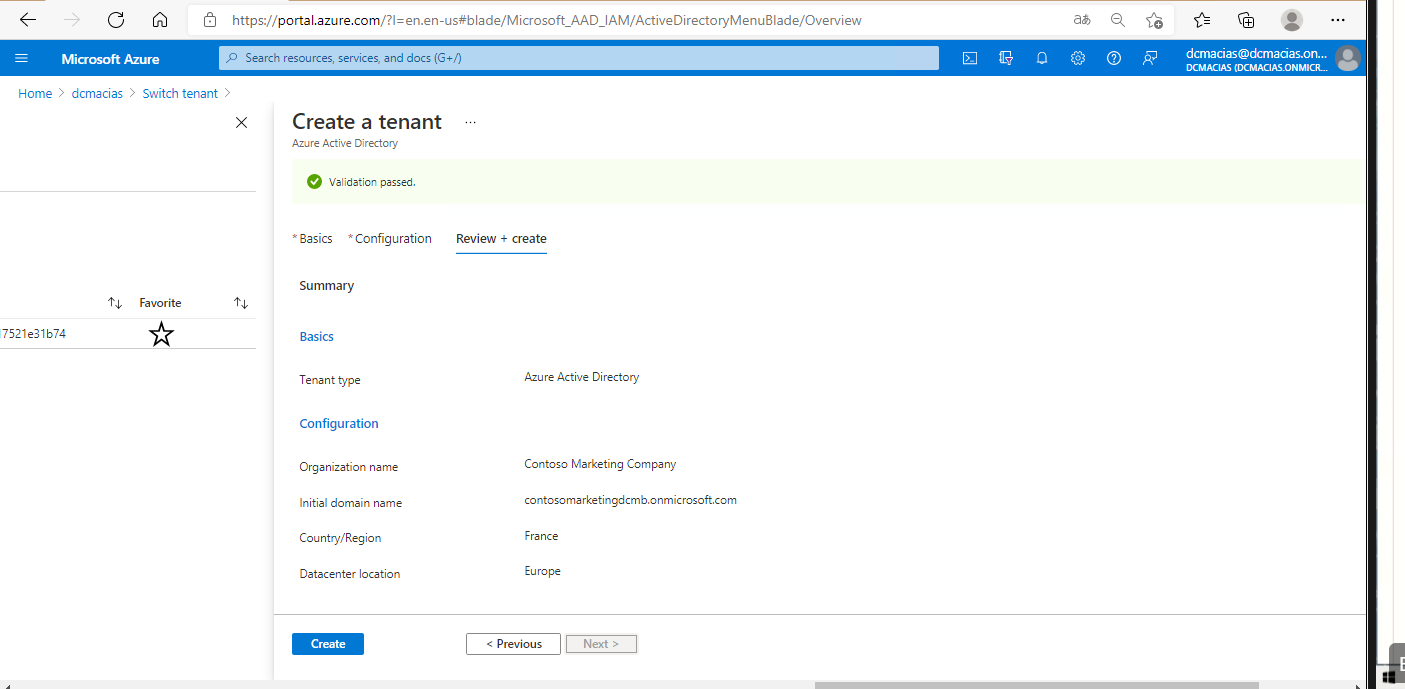 https://portal.azure.com/?l=en.en-us#blade/Microsoft_AAD_IAM/ActiveDirectoryMenuBlade/Overview
Microsoft Azure
Search resources, services, and docs (G+/)
dcmacias@dcmacias.on...
DCMACIAS (DCMACIAS.ONMICR...
Home > dcmacias > Switch tenant >
Create a tenant ...
Azure Active Directory
Validation passed.
* Basics * Configuration Review + create
Summary
Favorite
17521e31b74
Basics
Tenant type Azure Active Directory
Configuration
Organization name Contoso Marketing Company
Initial domain name contosomarketingdcmb.onmicrosoft.com
Country/Region France
Datacenter location Europe
Create < Previous Next >